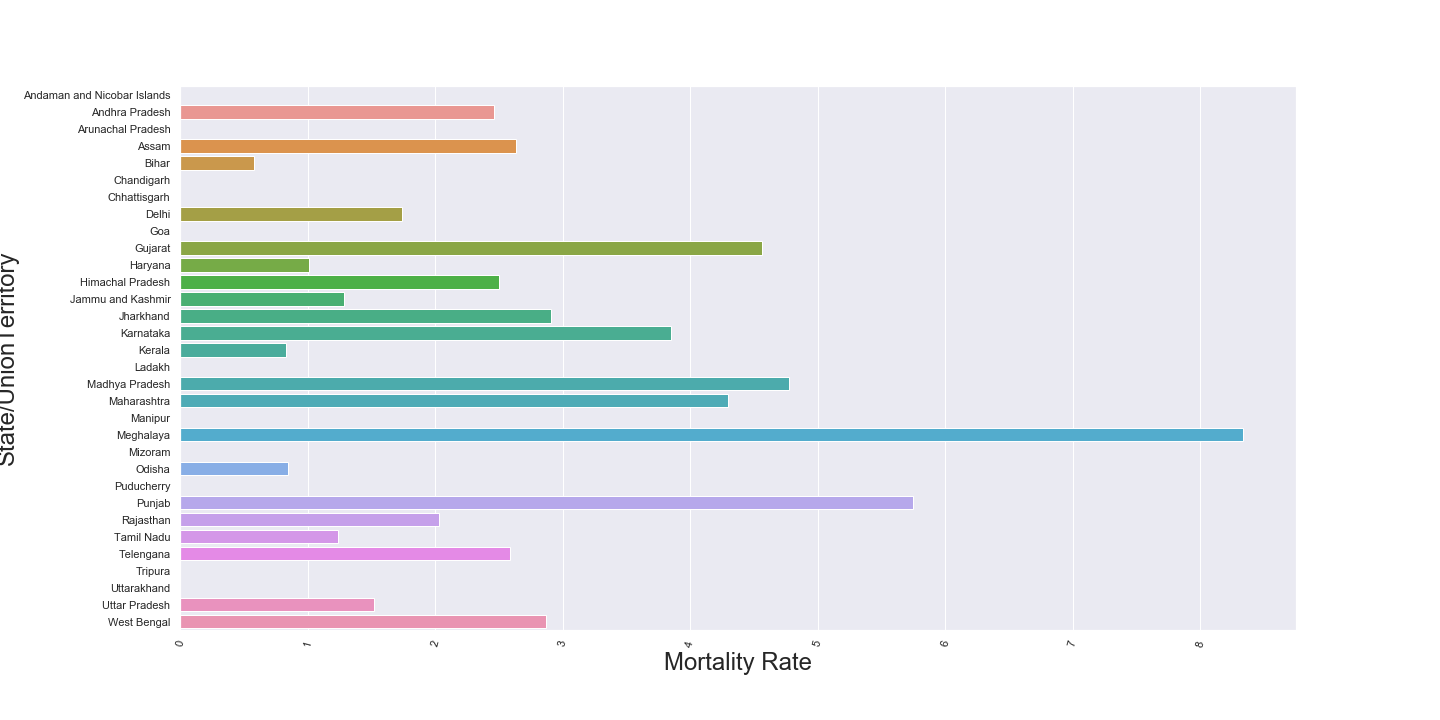 Andaman and Nicobar Islands
Andhra Pradesh
Arunachal Pradesh
Assam
Bihar
Chandigarh
Chhattisgarh
Delhi
Goa
Gujarat
Haryana
Himachal Pradesh
Jammu and Kashmir
Jharkhand
Karnataka
Kerala
Ladakh
Madhya Pradesh
Maharashtra
Manipur
Meghalaya
Mizoram
Odisha
Puducherry
Punjab
Rajasthan
Tamil Nadu
Telengana
Tripura
Uttarakhand
Uttar Pradesh
West Bengal
State/UnionTerritory
0 1 2 3 4 5 6 7 8
Mortality Rate